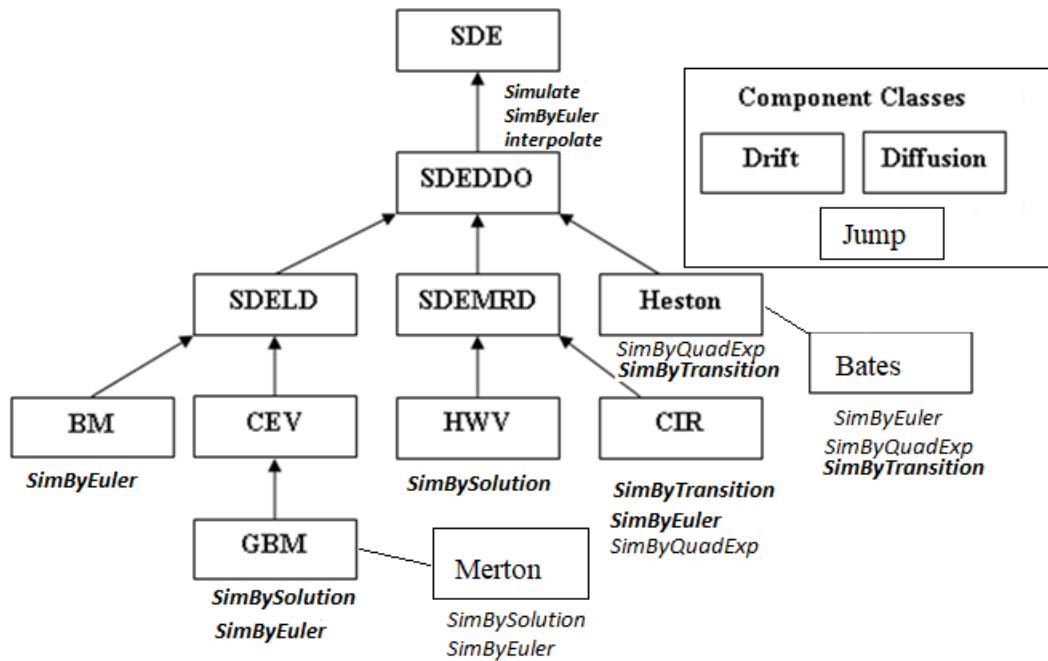 SDE
Simulate
SimByEuler
interpolate
Component Classes
Drift
Diffusion
Jump
SDEDDO
SDELD
SDEMRD
Heston
SimByQuadExp
SimByTransition
Bates
SimByEuler
SimByQuadExp
SimByTransition
BM
SimByEuler
CEV
HWV
SimBySolution
CIR
SimByTransition
SimByEuler
SimByQuadExp
GBM
SimBySolution
SimByEuler
Merton
SimBySolution
SimByEuler